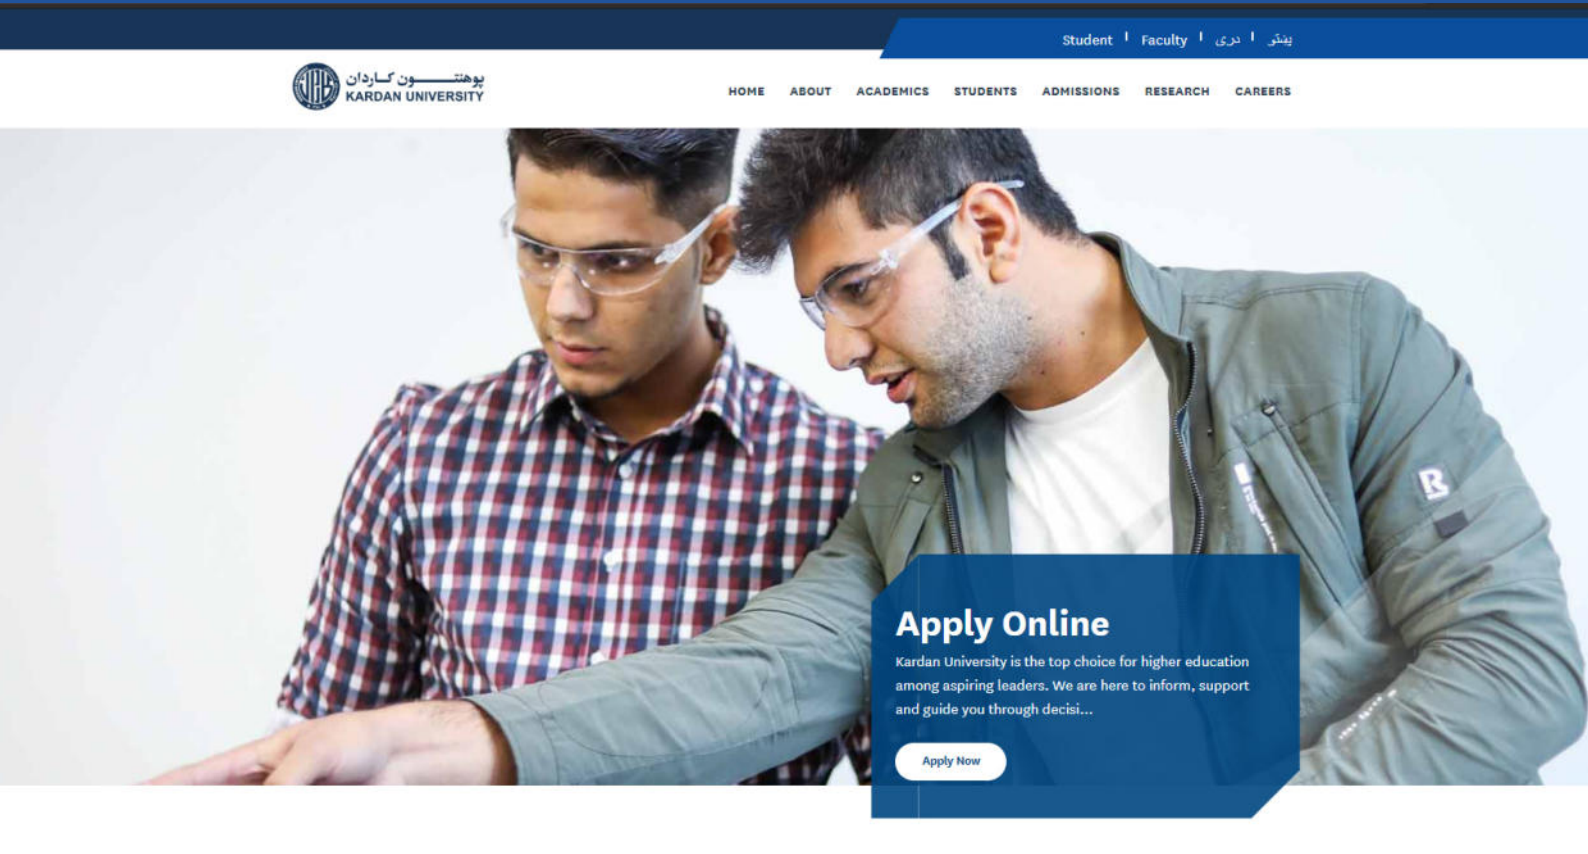 Student | Faculty | دری | پښتو
پوهنتــــــون کـاردان
KARDAN UNIVERSITY
HOME ABOUT ACADEMICS STUDENTS ADMISSIONS RESEARCH CAREERS
R
Apply Online
Kardan University is the top choice for higher education
among aspiring leaders. We are here to inform, support
and guide you through decisi...
Apply Now